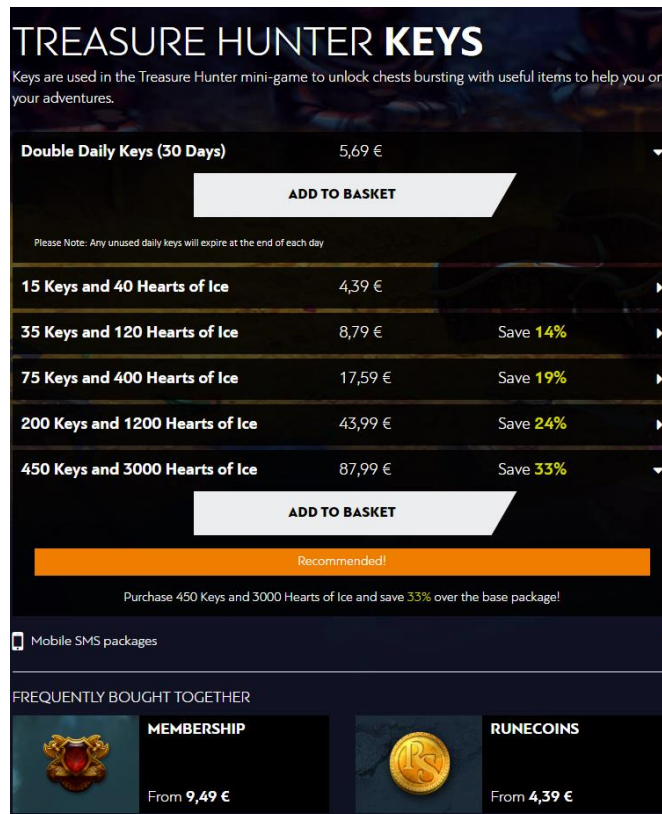 TREASURE HUNTER KEYS
Keys are used in the Treasure Hunter mini-game to unlock chests bursting with useful items to help you on
your adventures.
Double Daily Keys (30 Days) 5,69 €
ADD TO BASKET
Please Note: Any unused daily keys will expire at the end of each day
15 Keys and 40 Hearts of Ice 4,39 €
35 Keys and 120 Hearts of Ice 8,79 € Save 14%
75 Keys and 400 Hearts of Ice 17,59 € Save 19%
200 Keys and 1200 Hearts of Ice 43,99 € Save 24%
450 Keys and 3000 Hearts of Ice 87,99 € Save 33%
ADD TO BASKET
Recommended!
Purchase 450 Keys and 3000 Hearts of Ice and save 33% over the base package!
Mobile SMS packages
FREQUENTLY BOUGHT TOGETHER
MEMBERSHIP
From 9,49 €
RS
RUNECOINS
From 4,39 €